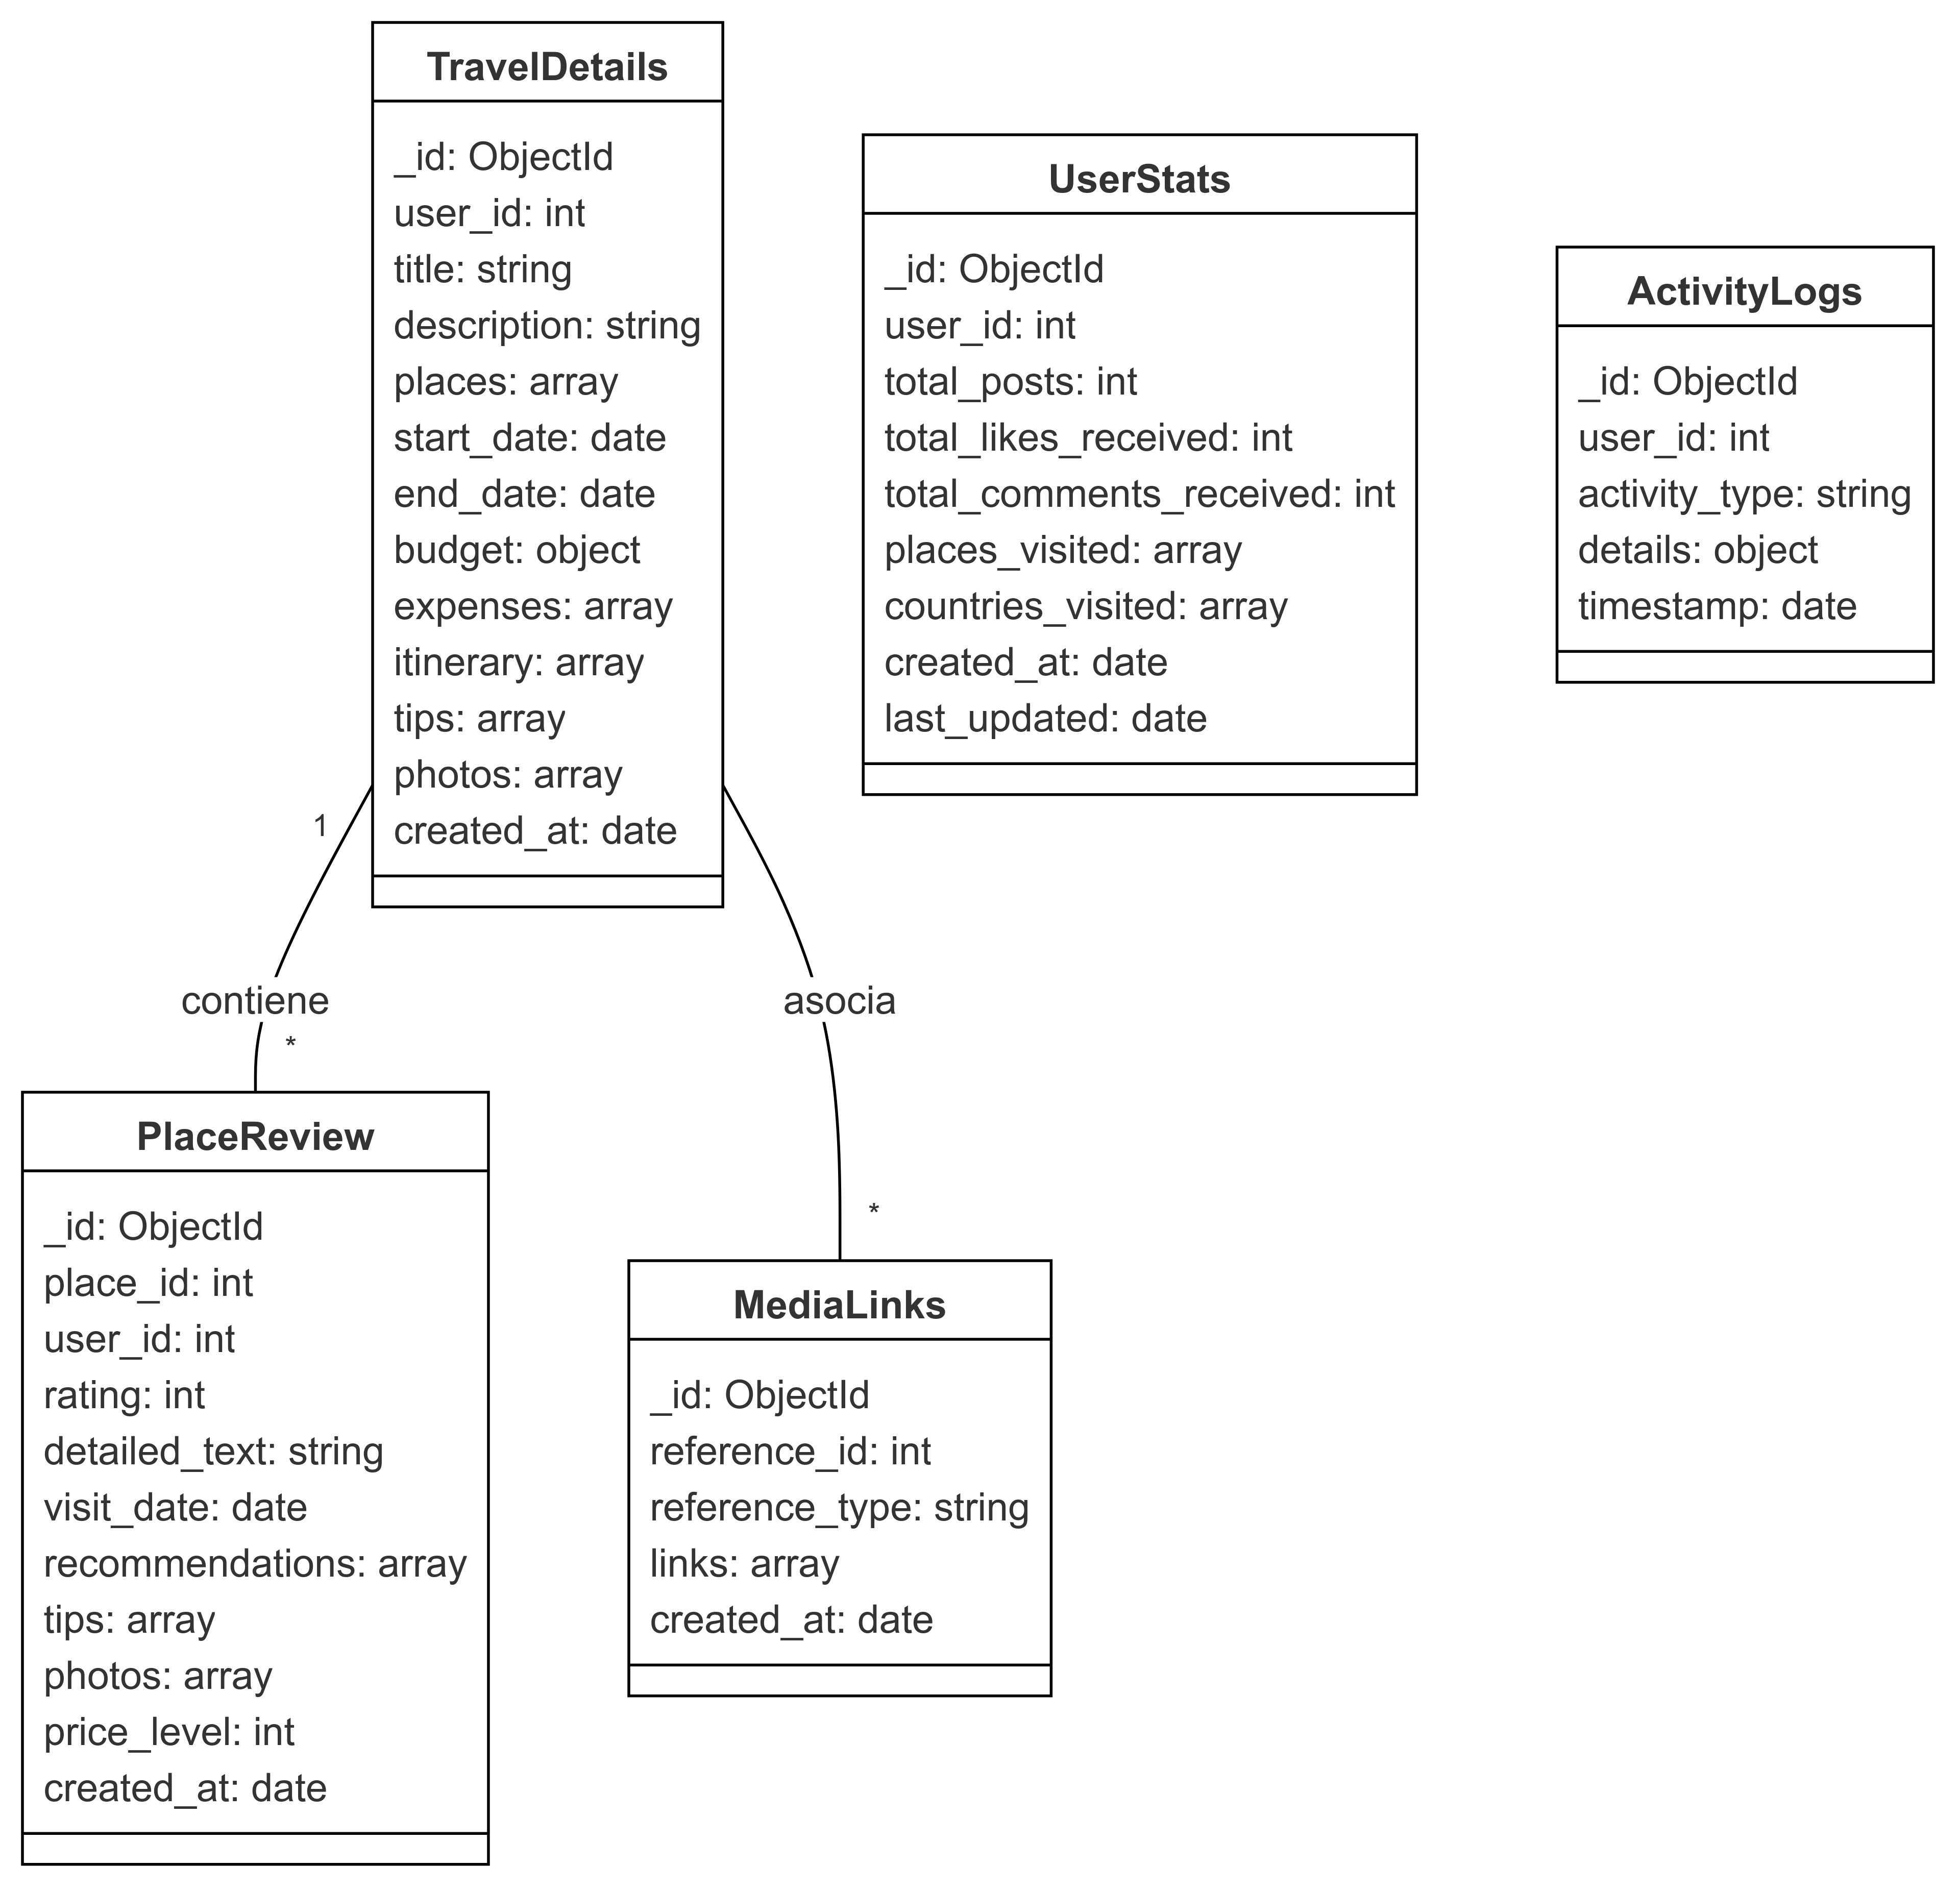 TravelDetails
_id: ObjectId
user_id: int
title: string
description: string
places: array
start_date: date
end_date: date
budget: object
expenses: array
itinerary: array
tips: array
photos: array
created_at: date
UserStats
_id: ObjectId
user_id: int
total_posts: int
total_likes_received: int
total_comments_received: int
places_visited: array
countries_visited: array
created_at: date
last_updated: date
ActivityLogs
_id: ObjectId
user_id: int
activity_type: string
details: object
timestamp: date
1
contiene
*
asocia
*
PlaceReview
_id: ObjectId
place_id: int
user_id: int
rating: int
detailed_text: string
visit_date: date
recommendations: array
tips: array
photos: array
price_level: int
created_at: date
MediaLinks
_id: ObjectId
reference_id: int
reference_type: string
links: array
created_at: date